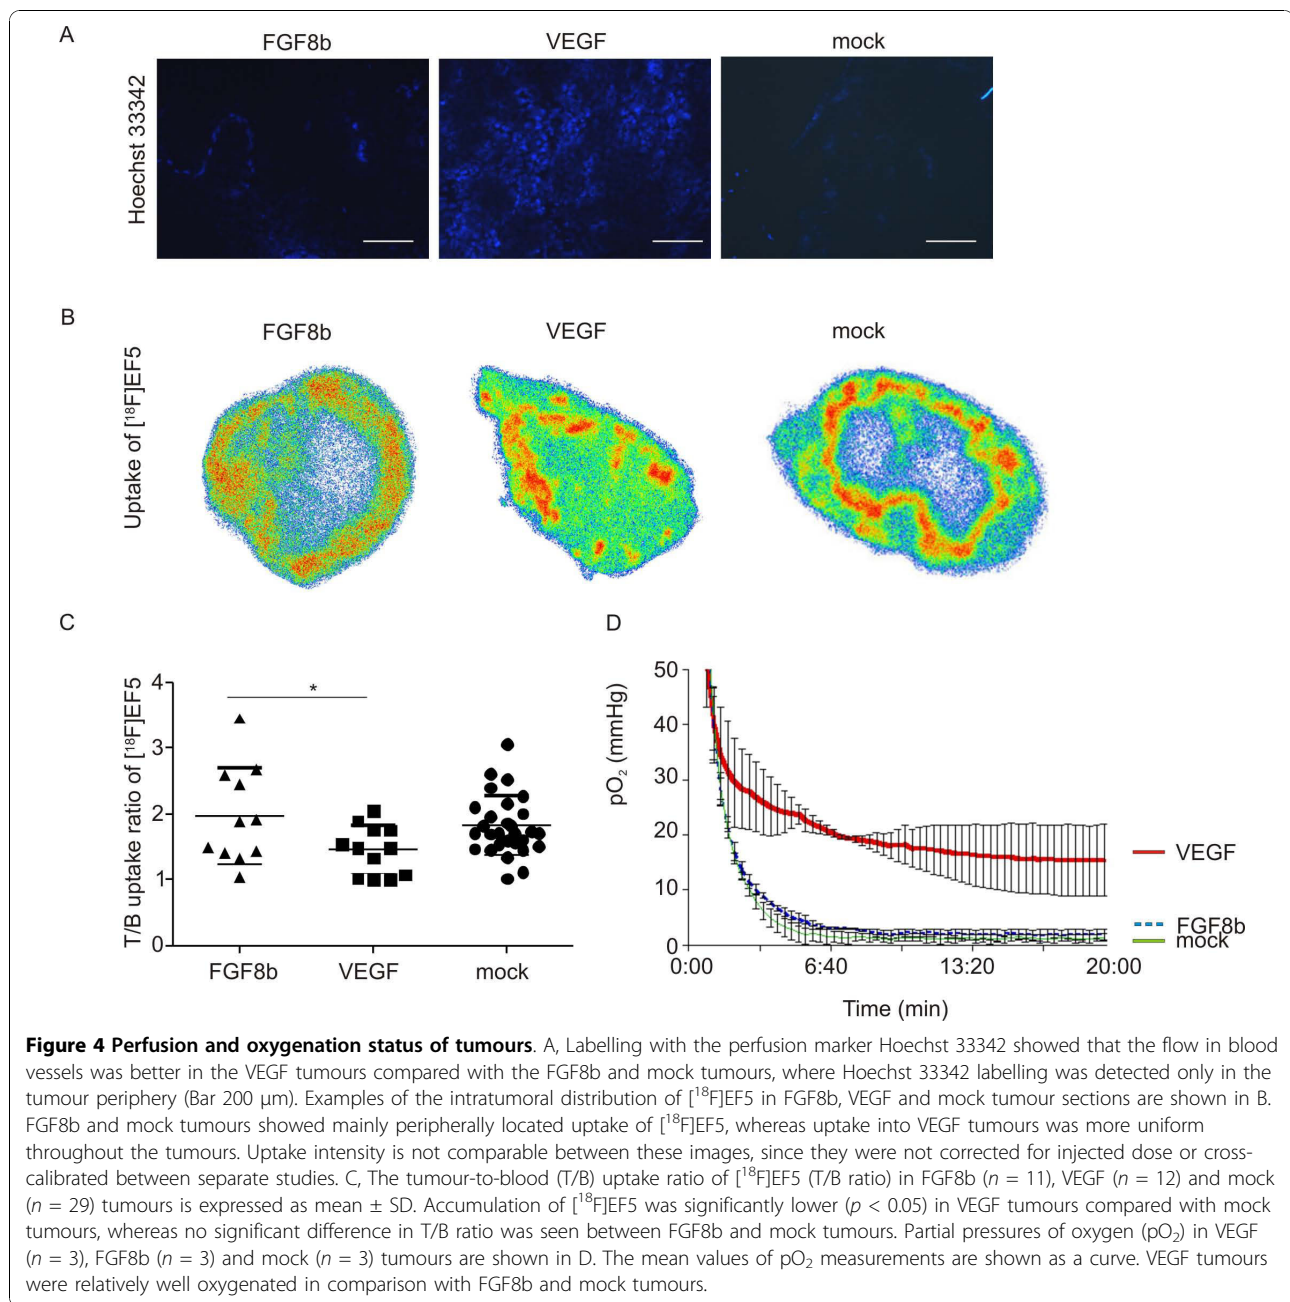 A
FGF8b VEGF mock
Hoechst 33342
B
FGF8b VEGF mock
Uptake of [¹⁸F]EF5
C
T/B uptake ratio of [¹⁸F]EF5
4
3
2
1
0
*
FGF8b VEGF mock
D
pO₂ (mmHg)
50
40
30
20
10
0
0:00 6:40 13:20 20:00
Time (min)
VEGF
FGF8b
mock
Figure 4 Perfusion and oxygenation status of tumours. A, Labelling with the perfusion marker Hoechst 33342 showed that the flow in blood
vessels was better in the VEGF tumours compared with the FGF8b and mock tumours, where Hoechst 33342 labelling was detected only in the
tumour periphery (Bar 200 μm). Examples of the intratumoral distribution of [¹⁸F]EF5 in FGF8b, VEGF and mock tumour sections are shown in B.
FGF8b and mock tumours showed mainly peripherally located uptake of [¹⁸F]EF5, whereas uptake into VEGF tumours was more uniform
throughout the tumours. Uptake intensity is not comparable between these images, since they were not corrected for injected dose or cross-
calibrated between separate studies. C, The tumour-to-blood (T/B) uptake ratio of [¹⁸F]EF5 (T/B ratio) in FGF8b (n = 11), VEGF (n = 12) and mock
(n = 29) tumours is expressed as mean ± SD. Accumulation of [¹⁸F]EF5 was significantly lower (p < 0.05) in VEGF tumours compared with mock
tumours, whereas no significant difference in T/B ratio was seen between FGF8b and mock tumours. Partial pressures of oxygen (pO₂) in VEGF
(n = 3), FGF8b (n = 3) and mock (n = 3) tumours are shown in D. The mean values of pO₂ measurements are shown as a curve. VEGF tumours
were relatively well oxygenated in comparison with FGF8b and mock tumours.